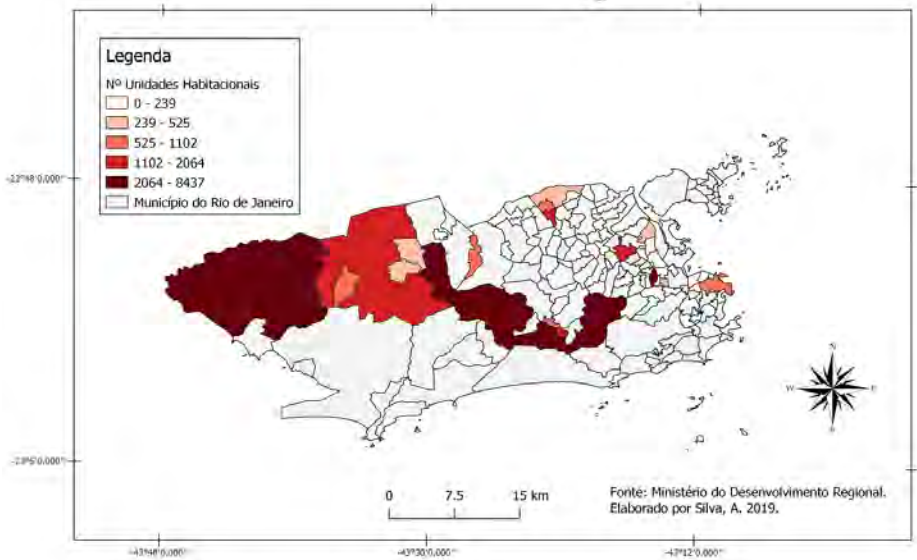 Legenda
Nº Unidades Habitacionais
0 - 239
239 - 525
525 - 1102
1102 - 2064
2064 - 8437
Município do Rio de Janeiro
N
W
E
S
0 7.5 15 km
Fonte: Ministério do Desenvolvimento Regional.
Elaborado por Silva, A. 2019.